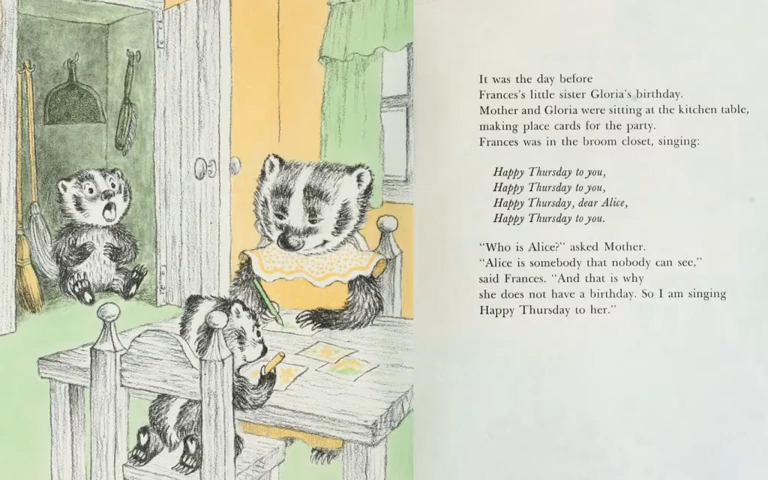 It was the day before
Frances's little sister Gloria's birthday.
Mother and Gloria were sitting at the kitchen table,
making place cards for the party.
Frances was in the broom closet, singing:
Happy Thursday to you,
Happy Thursday to you,
Happy Thursday, dear Alice,
Happy Thursday to you.
"Who is Alice?" asked Mother.
"Alice is somebody that nobody can see,"
said Frances. "And that is why
she does not have a birthday. So I am singing
Happy Thursday to her."